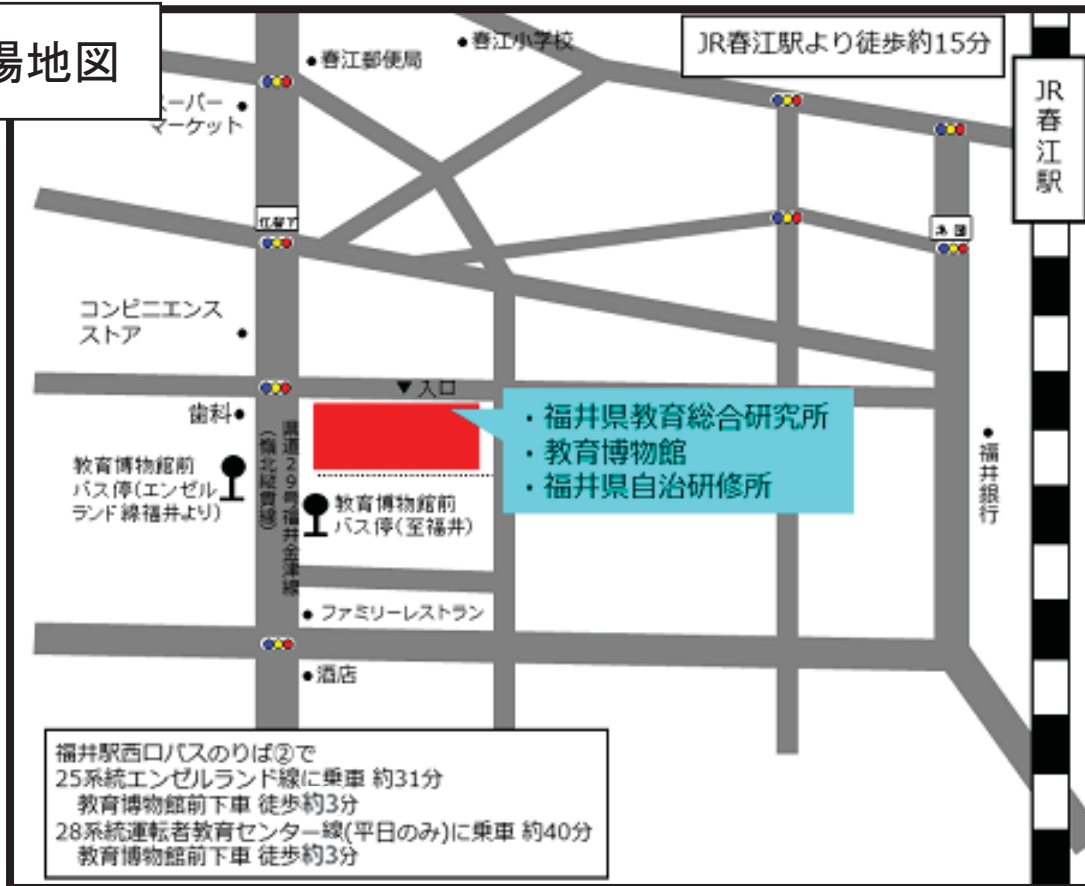 場地図
JR春江駅より徒歩約15分
JR春江駅
●春江小学校
●春江郵便局
ーパー ●
マーケット
コンビニエンス
ストア ●
▼入口
・福井県教育総合研究所
・教育博物館
・福井県自治研修所
歯科●
●福井銀行
教育博物館前
バス停(エンゼル
ランド線福井より)
県道29号福井金津線
(嶺北縦貫線)
教育博物館前
バス停(至福井)
●ファミリーレストラン
●酒店
福井駅西口バスのりば②で
25系統エンゼルランド線に乗車 約31分
教育博物館前下車 徒歩約3分
28系統運転者教育センター線(平日のみ)に乗車 約40分
教育博物館前下車 徒歩約3分